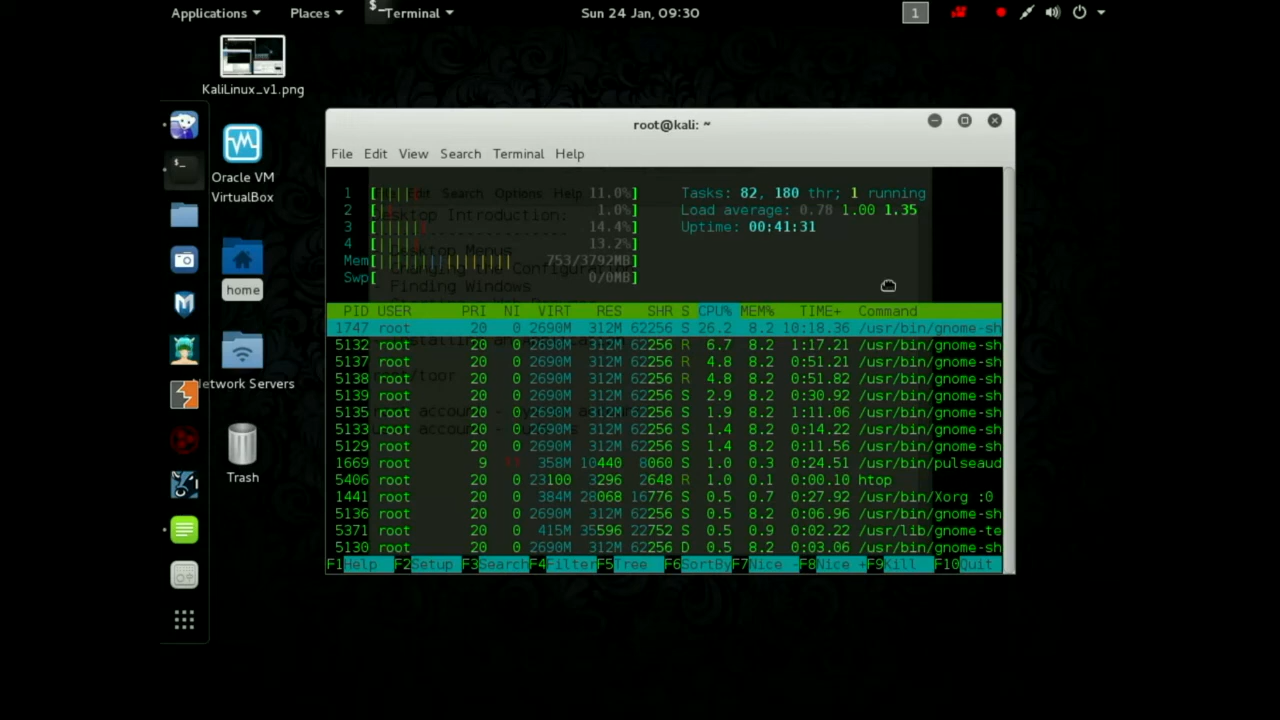 Applications Places Terminal Sun 24 Jan, 09:30 1
KaliLinux_v1.png
Oracle VM
VirtualBox
home
Network Servers
Trash
root@kali: ~
File Edit View Search Terminal Help
1 [|||| 11.0%] Tasks: 82, 180 thr; 1 running
2 [ 1.0%] Load average: 0.78 1.00 1.35
3 [|||||| 14.4%] Uptime: 00:41:31
4 [||||| 13.2%]
Mem[|||||||||||||||| 753/3792MB]
Swp[ 0/0MB]
Search Options Help
Desktop Introduction:
Desktop Menus
Changing the Configuration
- Finding Windows
PID USER PRI NI VIRT RES SHR S CPU% MEM% TIME+ Command
1747 root 20 0 2690M 312M 62256 S 26.2 8.2 10:18.36 /usr/bin/gnome-sh
5132 root 20 0 2690M 312M 62256 R 6.7 8.2 1:17.21 /usr/bin/gnome-sh
5137 root 20 0 2690M 312M 62256 R 4.8 8.2 0:51.21 /usr/bin/gnome-sh
5138 root 20 0 2690M 312M 62256 R 4.8 8.2 0:51.82 /usr/bin/gnome-sh
5139 root 20 0 2690M 312M 62256 S 2.9 8.2 0:30.92 /usr/bin/gnome-sh
5135 root 20 0 2690M 312M 62256 S 1.9 8.2 1:11.06 /usr/bin/gnome-sh
5133 root 20 0 2690M 312M 62256 S 1.4 8.2 0:14.22 /usr/bin/gnome-sh
5129 root 20 0 2690M 312M 62256 S 1.4 8.2 0:11.56 /usr/bin/gnome-sh
1669 root 9 358M 10440 8060 S 1.0 0.3 0:24.51 /usr/bin/pulseaud
5406 root 20 0 23100 3296 2648 R 1.0 0.1 0:00.10 htop
1441 root 20 0 384M 28068 16776 S 0.5 0.7 0:27.92 /usr/bin/Xorg :0
5136 root 20 0 2690M 312M 62256 S 0.5 8.2 0:06.96 /usr/bin/gnome-sh
5371 root 20 0 415M 35596 22752 S 0.5 0.9 0:02.22 /usr/lib/gnome-te
5130 root 20 0 2690M 312M 62256 D 0.5 8.2 0:03.06 /usr/bin/gnome-sh
F1Help F2Setup F3SearchF4FilterF5Tree F6SortByF7Nice -F8Nice +F9Kill F10Quit